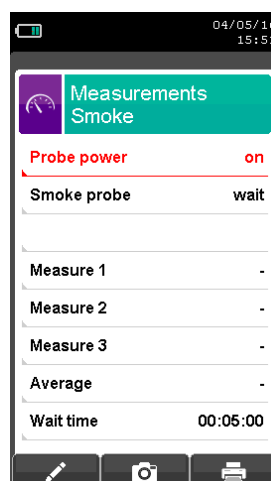 04/05/1
15:5
Measurements
Smoke
Probe power on
Smoke probe wait
Measure 1 -
Measure 2 -
Measure 3 -
Average -
Wait time 00:05:00